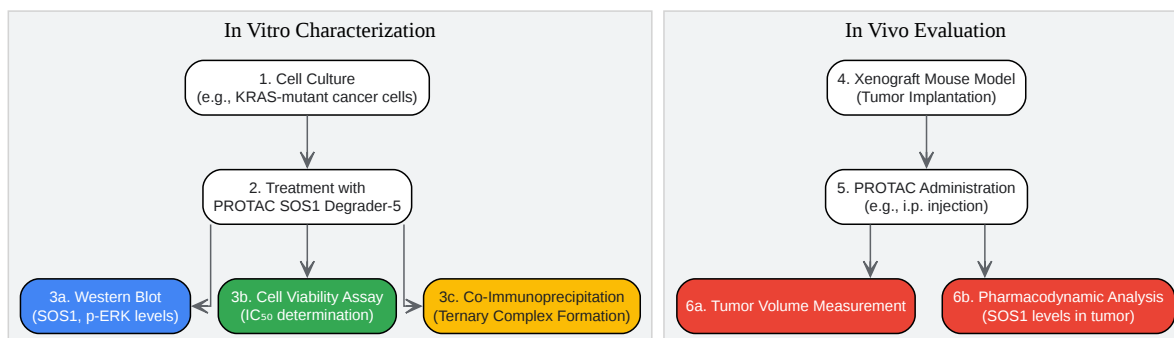 In Vitro Characterization
1. Cell Culture
(e.g., KRAS-mutant cancer cells)
2. Treatment with
PROTAC SOS1 Degrader-5
3a. Western Blot
(SOS1, p-ERK levels)
3b. Cell Viability Assay
(IC₅₀ determination)
3c. Co-Immunoprecipitation
(Ternary Complex Formation)
In Vivo Evaluation
4. Xenograft Mouse Model
(Tumor Implantation)
5. PROTAC Administration
(e.g., i.p. injection)
6a. Tumor Volume Measurement
6b. Pharmacodynamic Analysis
(SOS1 levels in tumor)